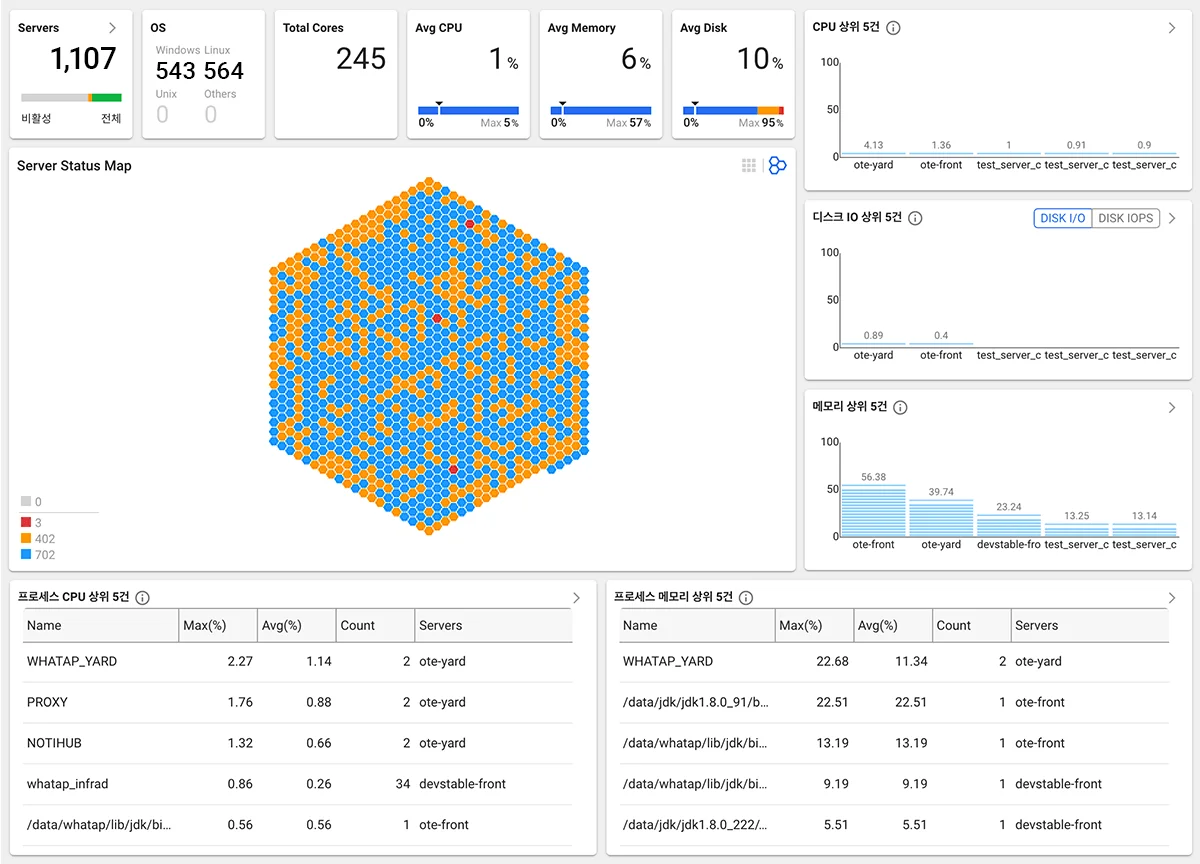 Servers
1,107
비활성 전체
OS
Windows Linux
543 564
Unix Others
0 0
Total Cores
245
Avg CPU
1 %
0% Max 5%
Avg Memory
6 %
0% Max 57%
Avg Disk
10 %
0% Max 95%
CPU 상위 5건
100
50
0
4.13 1.36 1 0.91 0.9
ote-yard ote-front test_server_c test_server_c test_server_c
Server Status Map
0
3
402
702
디스크 IO 상위 5건 DISK I/O DISK IOPS
100
50
0
0.89 0.4
ote-yard ote-front test_server_c test_server_c test_server_c
메모리 상위 5건
100
50
0
56.38 39.74 23.24 13.25 13.14
ote-front ote-yard devstable-fro test_server_c test_server_c
프로세스 CPU 상위 5건
Name Max(%) Avg(%) Count Servers
WHATAP_YARD 2.27 1.14 2 ote-yard
PROXY 1.76 0.88 2 ote-yard
NOTIHUB 1.32 0.66 2 ote-yard
whatap_infrad 0.86 0.26 34 devstable-front
/data/whatap/lib/jdk/bi... 0.56 0.56 1 ote-front
프로세스 메모리 상위 5건
Name Max(%) Avg(%) Count Servers
WHATAP_YARD 22.68 11.34 2 ote-yard
/data/jdk/jdk1.8.0_91/b... 22.51 22.51 1 ote-front
/data/whatap/lib/jdk/bi... 13.19 13.19 1 ote-front
/data/whatap/lib/jdk/bi... 9.19 9.19 1 devstable-front
/data/jdk/jdk1.8.0_222/... 5.51 5.51 1 devstable-front